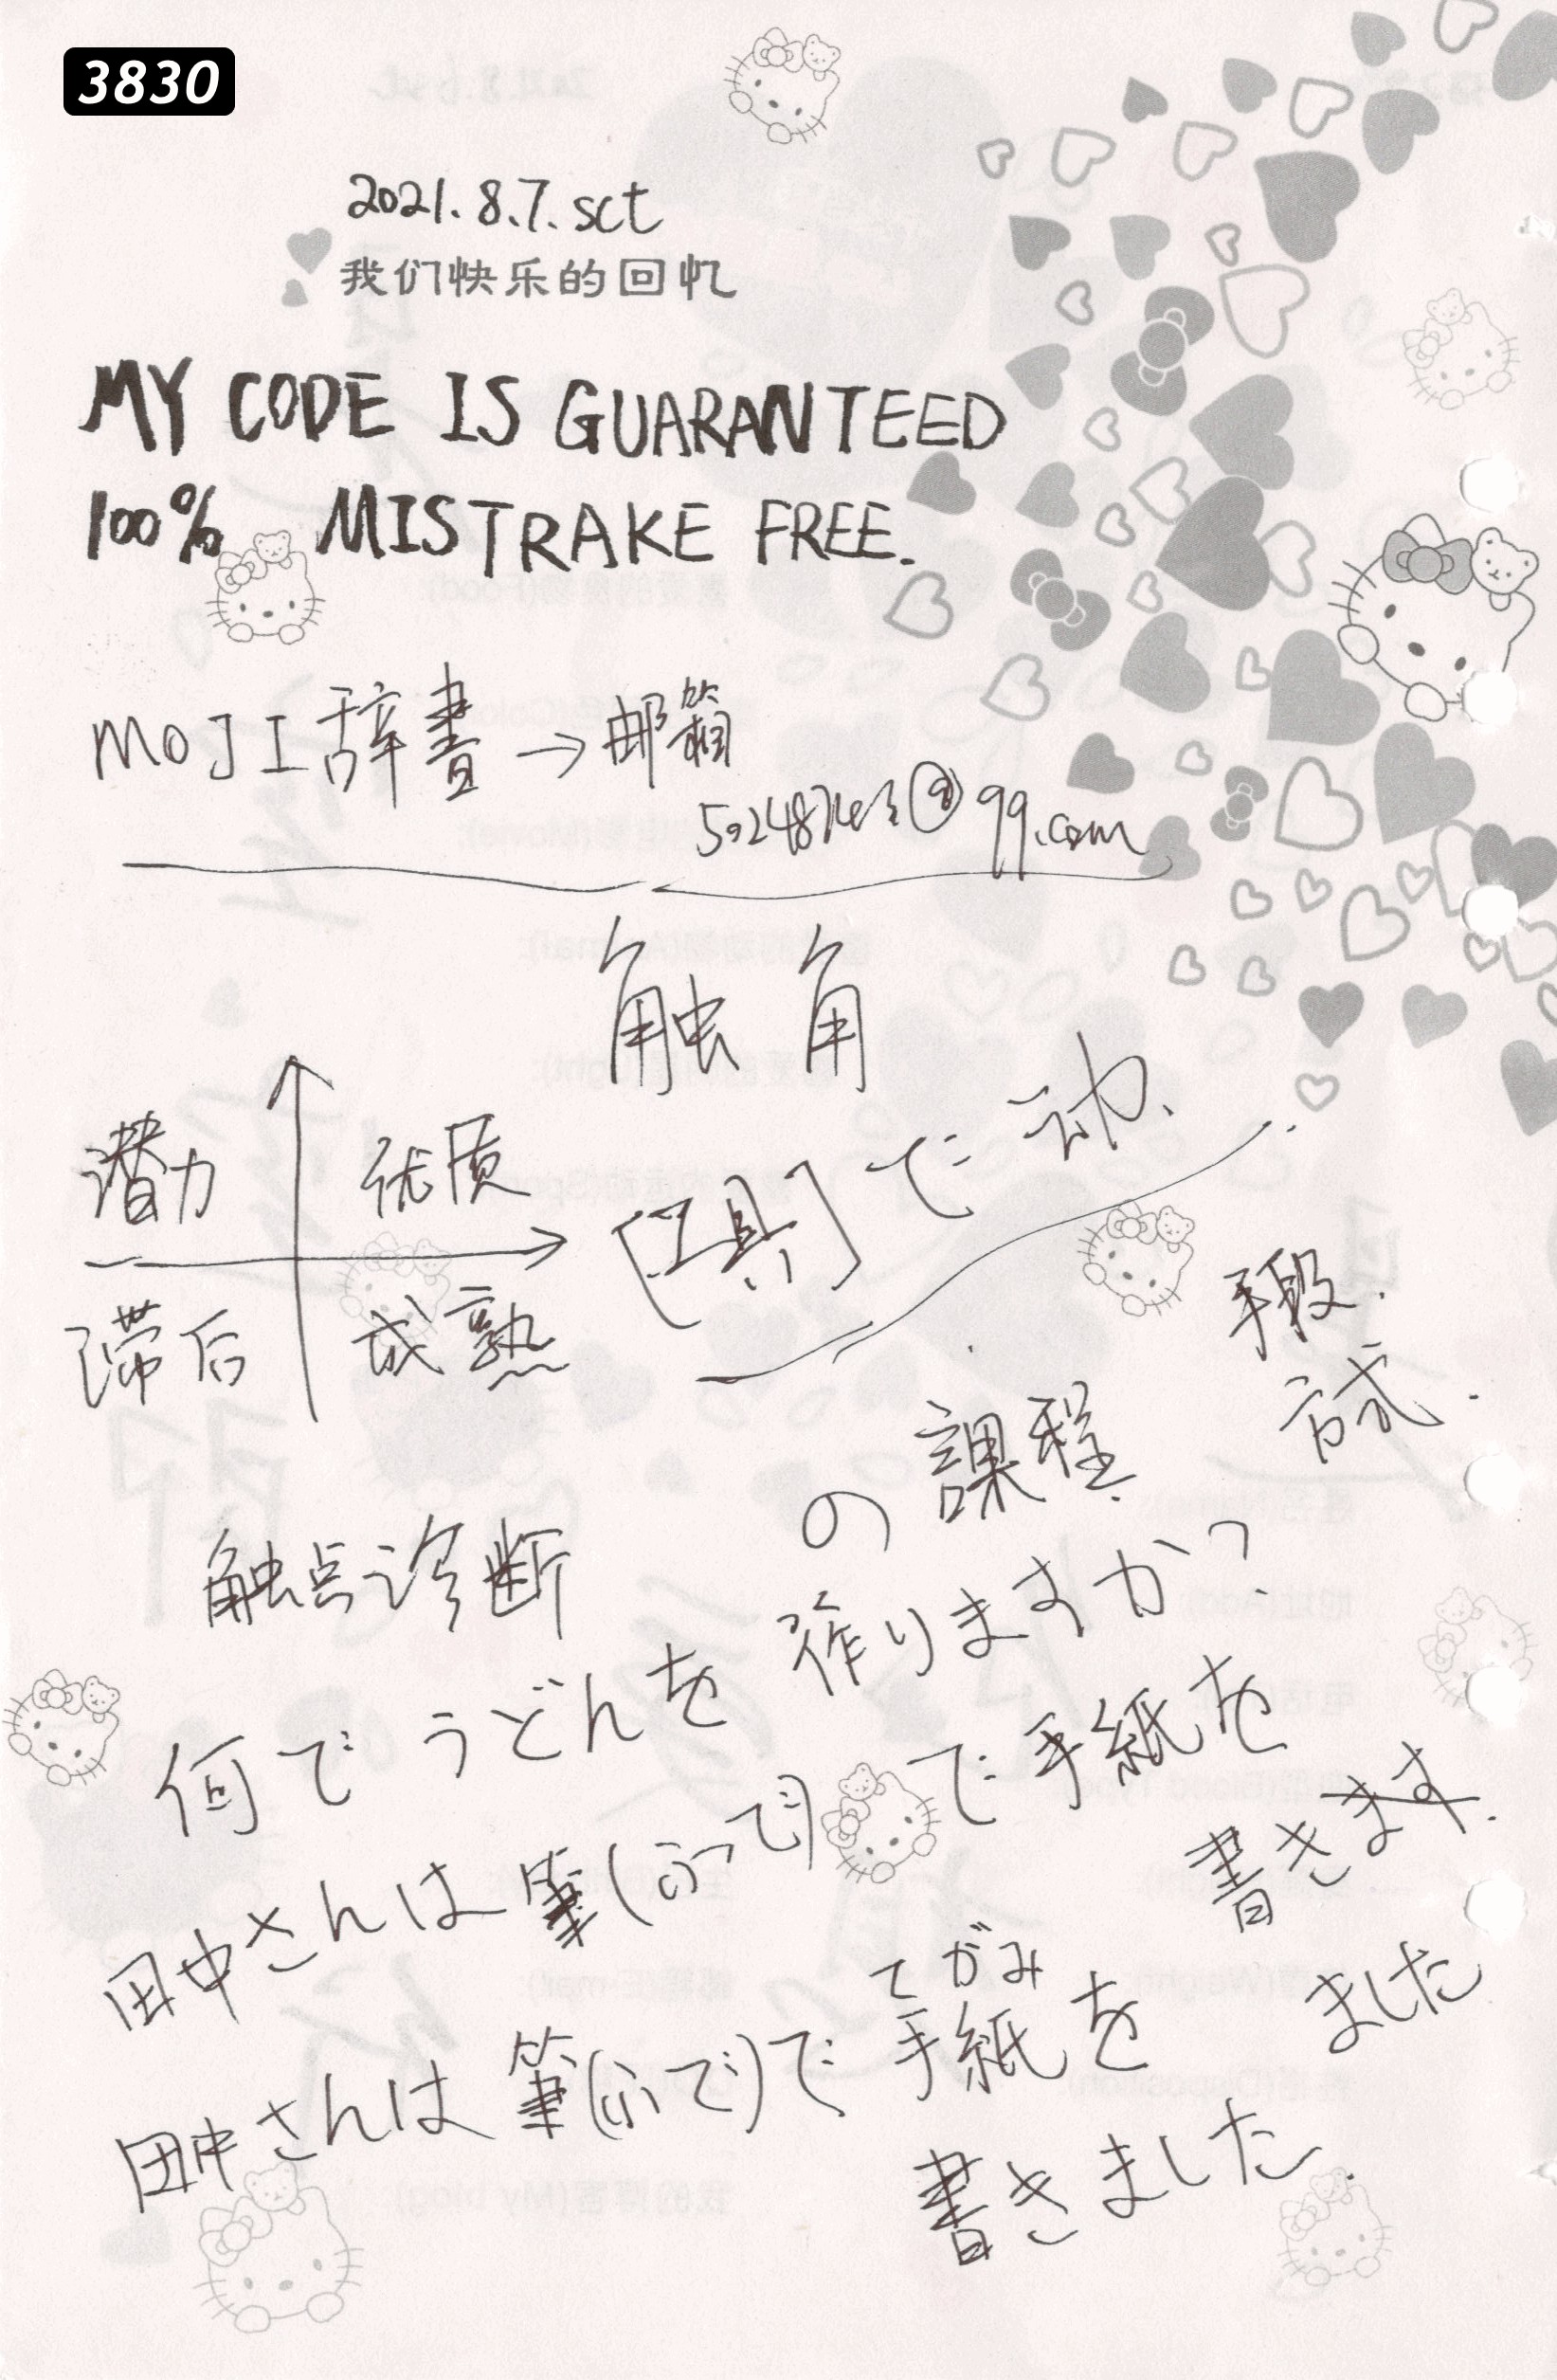 3830
2021.8.7. sct
我们快乐的回忆
MY CODE IS GUARANTEED
100% MISTRAKE FREE.
MOJI辞書→邮箱
触角
潜力 优质
滞后 成熟
[工具]で动.
手段.
方式.
の課程.
触点诊断
何でうどんを作りますか?
田中さんは筆(ふで)で手紙を
書きます.
ました
てがみ
田中さんは筆(ふで)で手紙を
書きました.